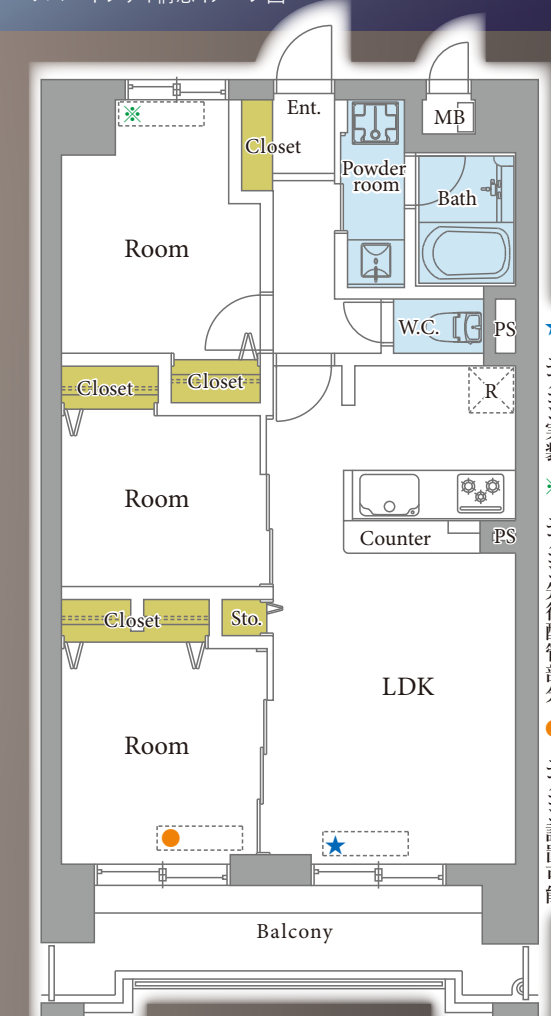 Ent.
MB
Closet
Powder
room
Bath
Room
W.C.
PS
Closet
Closet
R
Room
Counter
PS
Closet
Sto.
LDK
Room
Balcony